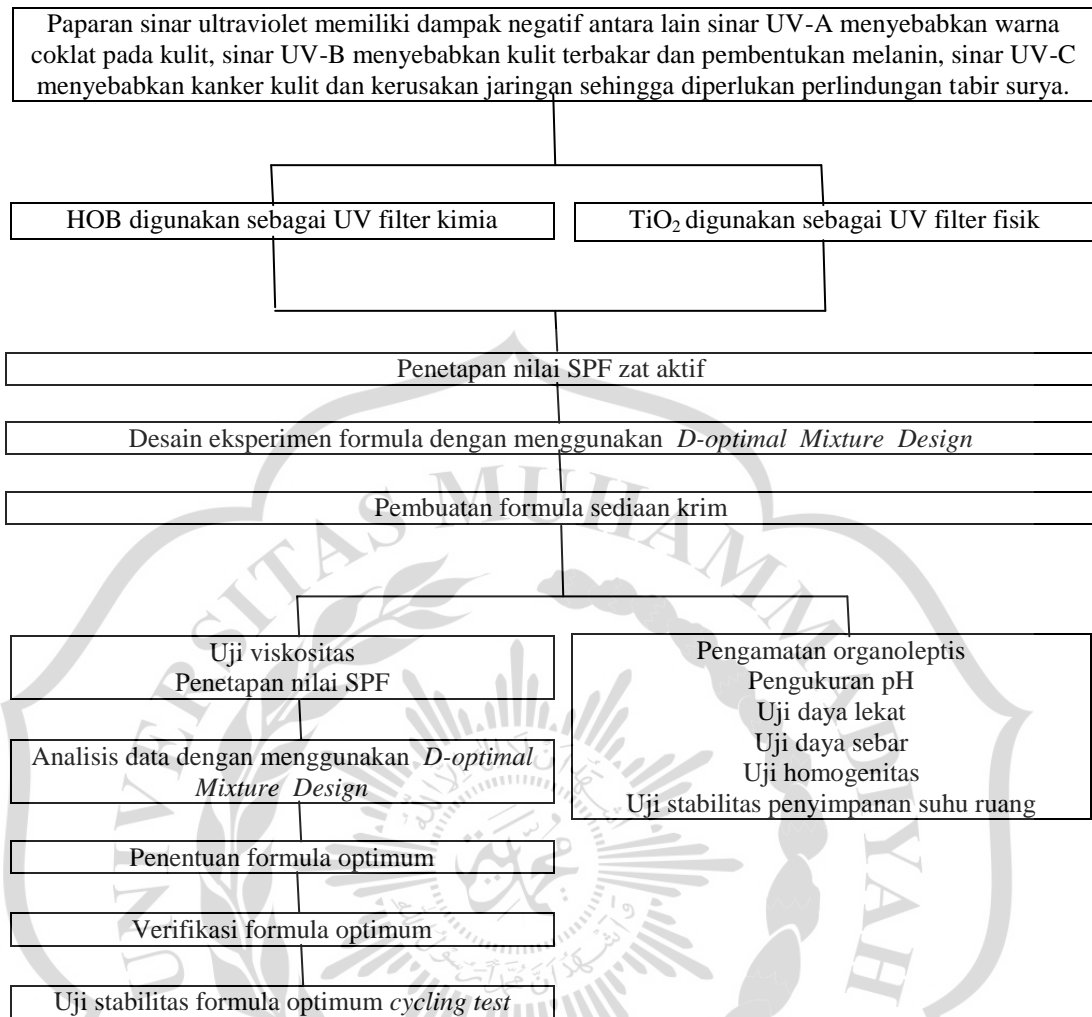 Paparan sinar ultraviolet memiliki dampak negatif antara lain sinar UV-A menyebabkan warna
coklat pada kulit, sinar UV-B menyebabkan kulit terbakar dan pembentukan melanin, sinar UV-C
menyebabkan kanker kulit dan kerusakan jaringan sehingga diperlukan perlindungan tabir surya.
HOB digunakan sebagai UV filter kimia
TiO₂ digunakan sebagai UV filter fisik
Penetapan nilai SPF zat aktif
Desain eksperimen formula dengan menggunakan D-optimal Mixture Design
Pembuatan formula sediaan krim
Uji viskositas
Penetapan nilai SPF
Analisis data dengan menggunakan D-optimal
Mixture Design
Penentuan formula optimum
Verifikasi formula optimum
Uji stabilitas formula optimum cycling test
Pengamatan organoleptis
Pengukuran pH
Uji daya lekat
Uji daya sebar
Uji homogenitas
Uji stabilitas penyimpanan suhu ruang
UNIVERSITAS MUHAMMADIYAH